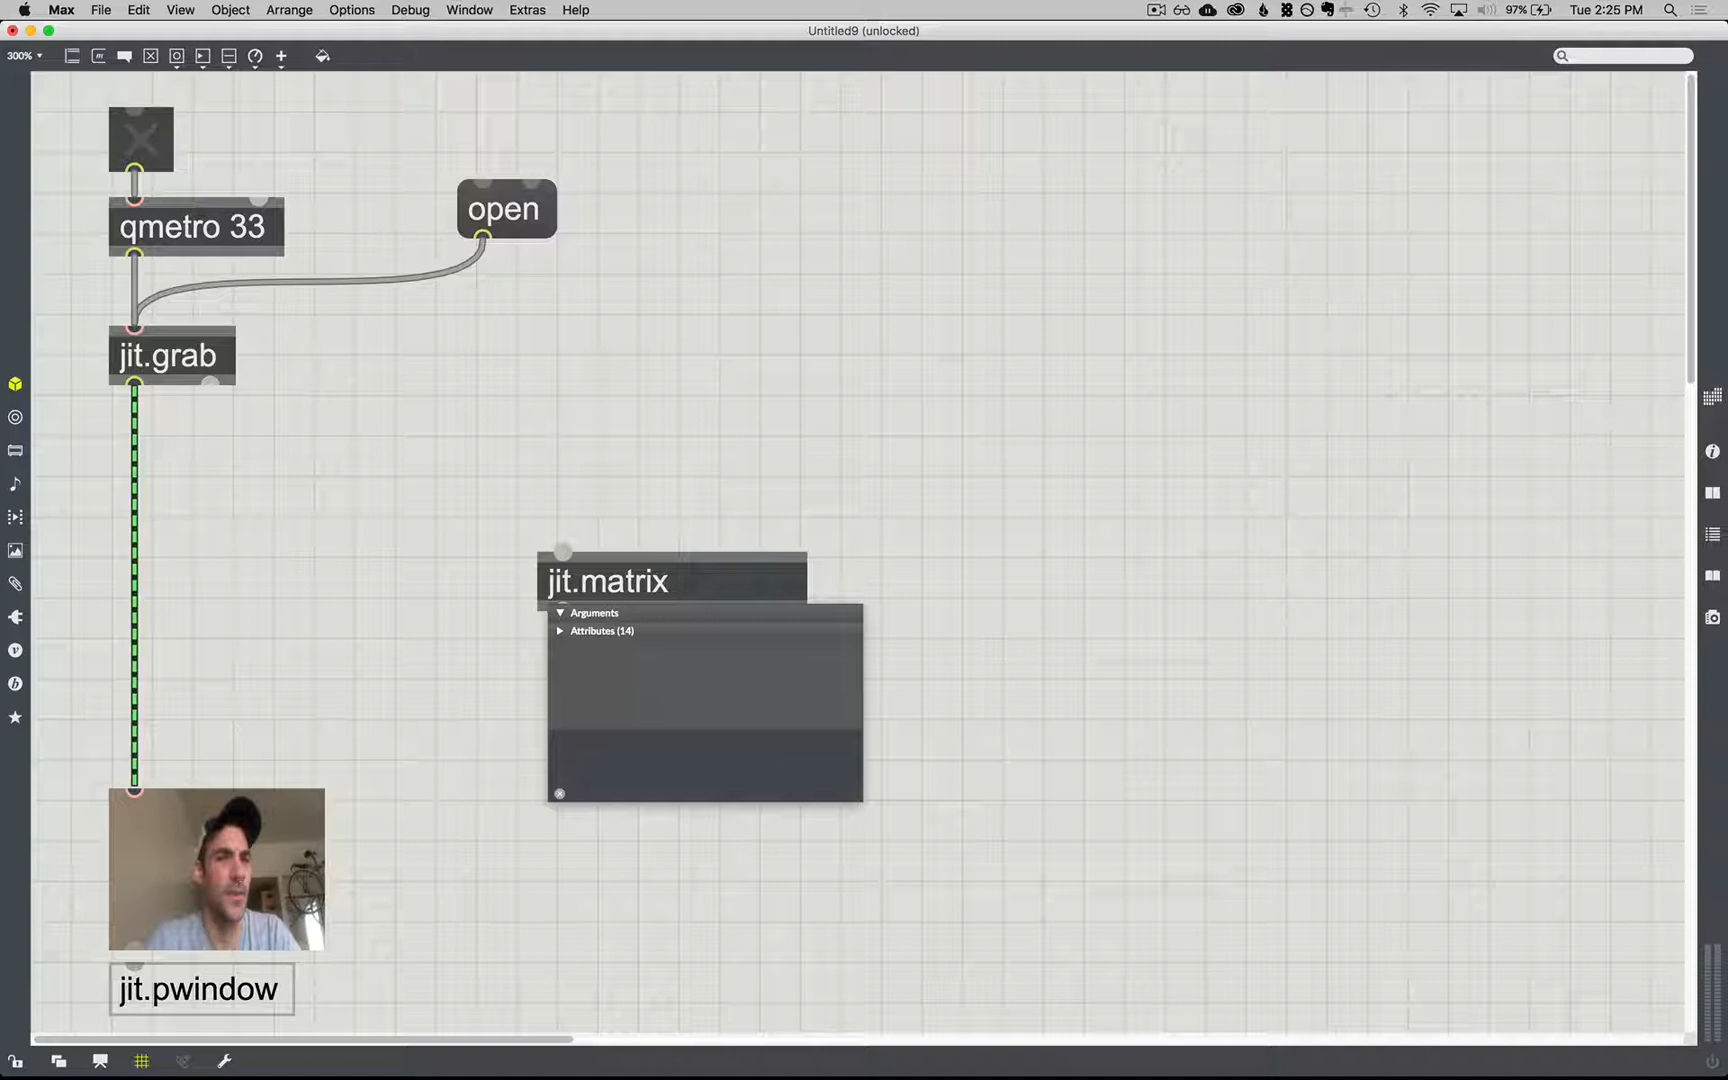 Max File Edit View Object Arrange Options Debug Window Extras Help 97% Tue 2:25 PM
Untitled9 (unlocked)
300%
qmetro 33
open
jit.grab
jit.matrix
Arguments
Attributes (14)
jit.pwindow